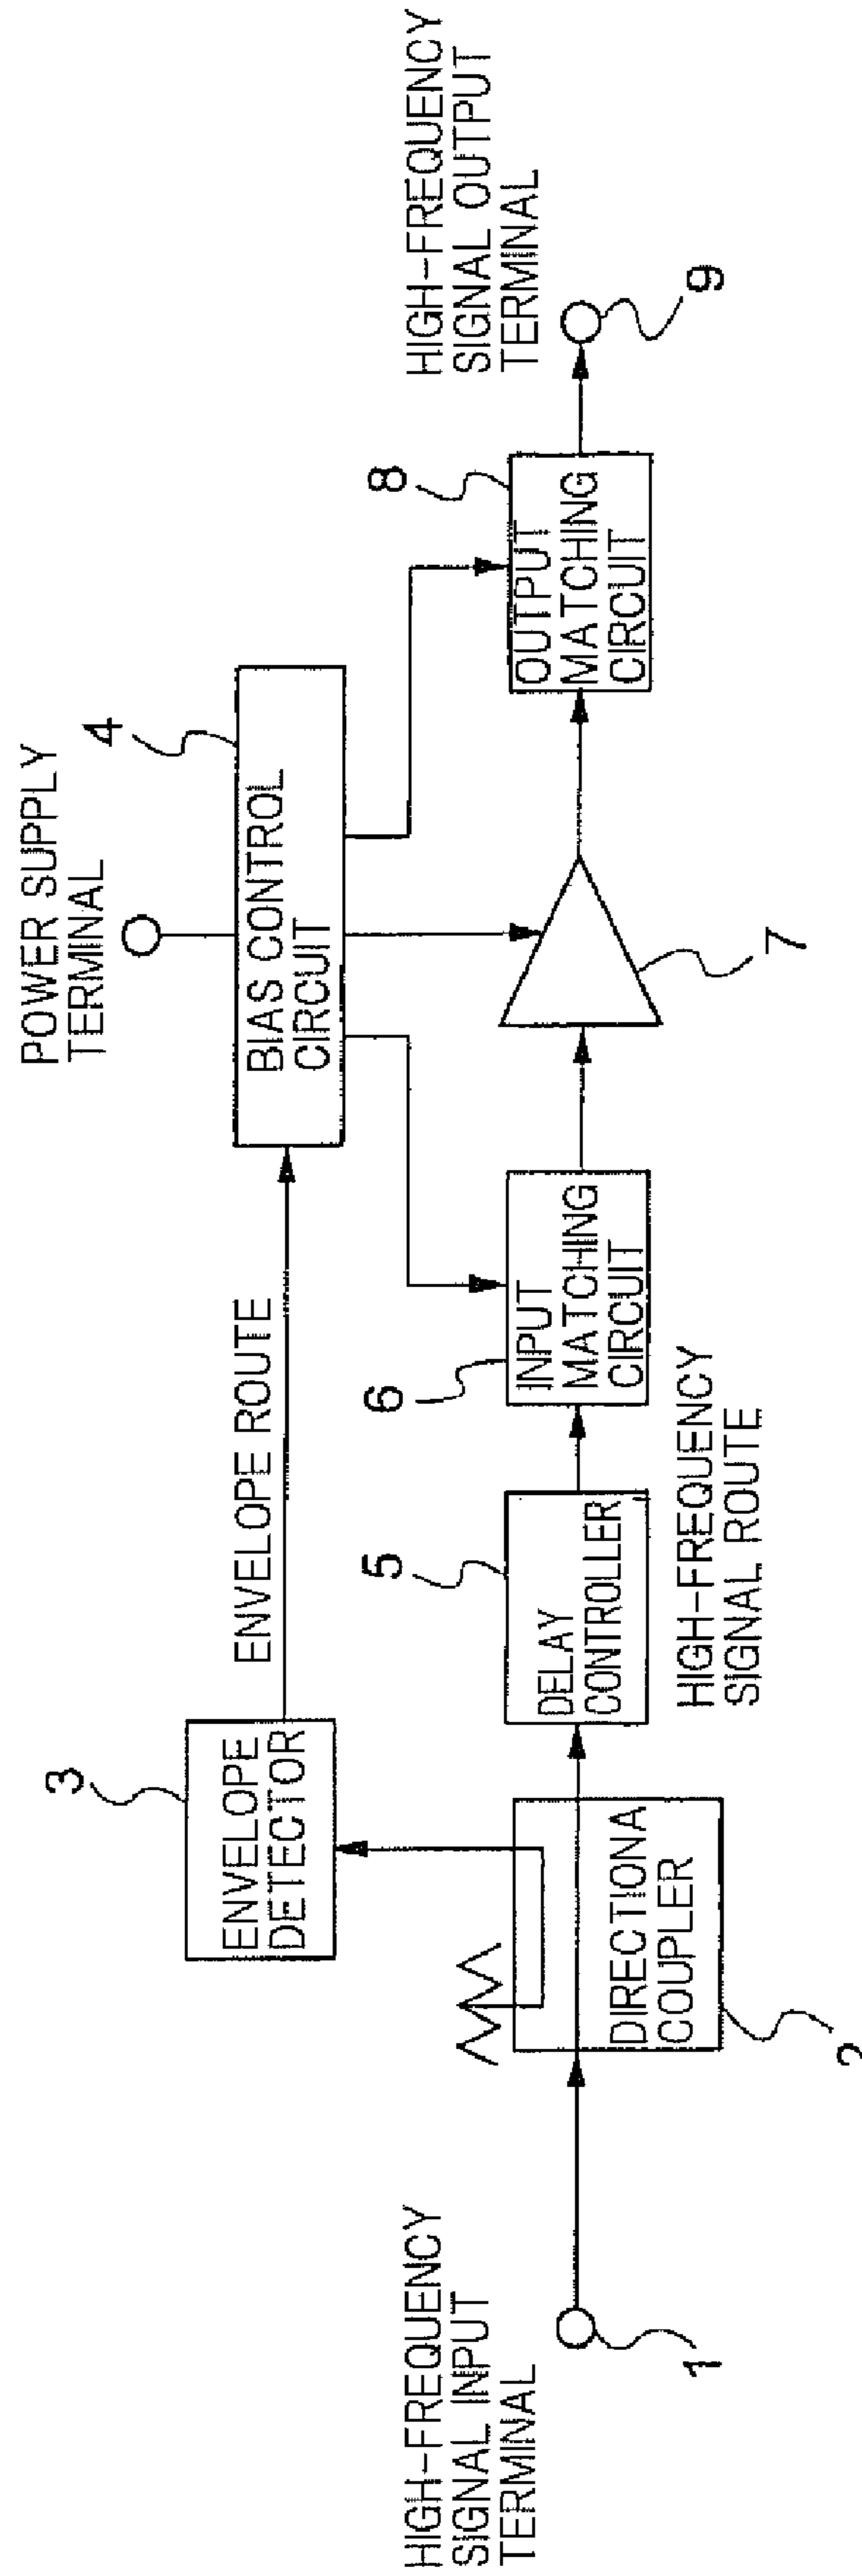 HIGH-FREQUENCY
SIGNAL INPUT
TERMINAL
1
DIRECTIONA
COUPLER
2
ENVELOPE
DETECTOR
3
ENVELOPE ROUTE
DELAY
CONTROLLER
5
HIGH-FREQUENCY
SIGNAL ROUTE
INPUT
MATCHING
CIRCUIT
6
POWER SUPPLY
TERMINAL
BIAS CONTROL
CIRCUIT
4
7
OUTPUT
MATCHING
CIRCUIT
8
HIGH-FREQUENCY
SIGNAL OUTPUT
TERMINAL
9